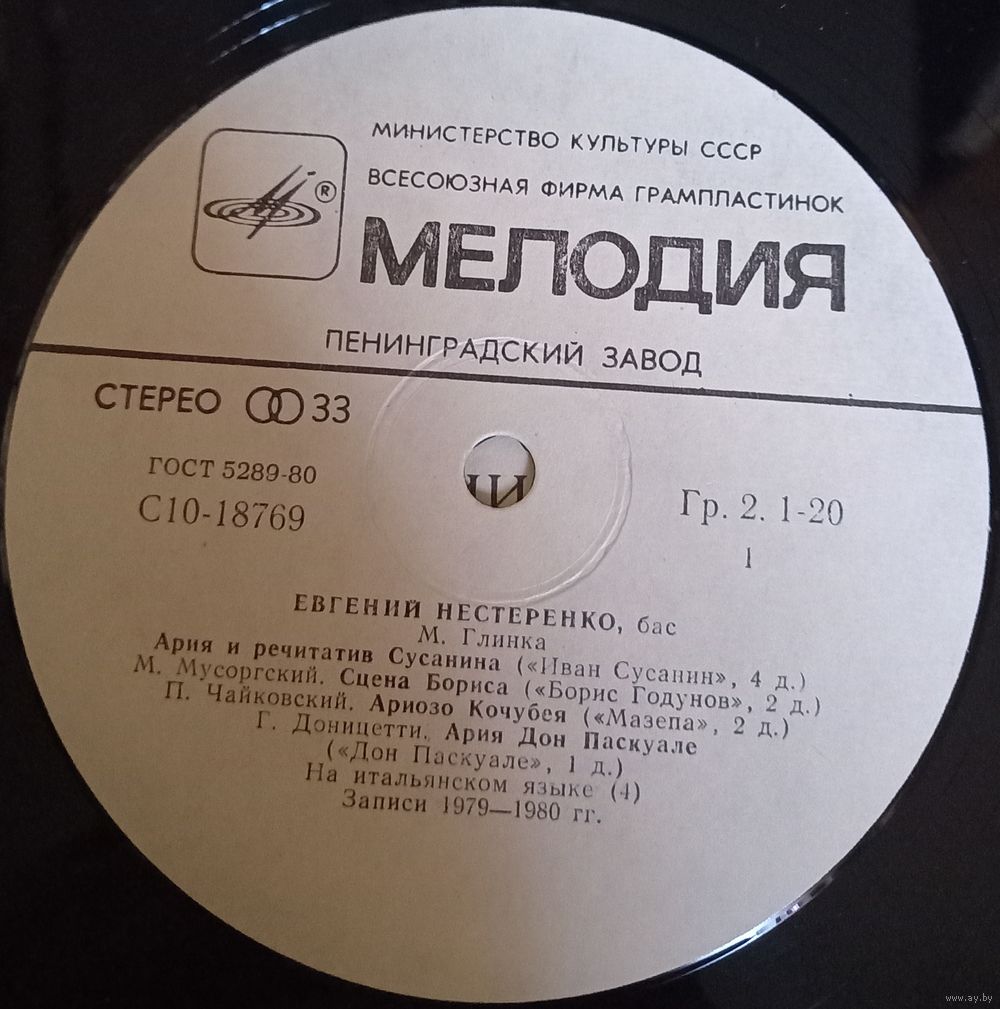 МИНИСТЕРСТВО КУЛЬТУРЫ СССР
ВСЕСОЮЗНАЯ ФИРМА ГРАМПЛАСТИНОК
®
МЕЛОДИЯ
ЛЕНИНГРАДСКИЙ ЗАВОД
СТЕРЕО 33
ГОСТ 5289-80
С10-18769
Гр. 2. 1-20
1
ЕВГЕНИЙ НЕСТЕРЕНКО, бас
М. Глинка
Ария и речитатив Сусанина («Иван Сусанин», 4 д.)
М. Мусоргский. Сцена Бориса («Борис Годунов», 2 д.)
П. Чайковский. Ариозо Кочубея («Мазепа», 2 д.)
Г. Доницетти. Ария Дон Паскуале
(«Дон Паскуале», 1 д.)
На итальянском языке (4)
Записи 1979—1980 гг.
www.ay.by